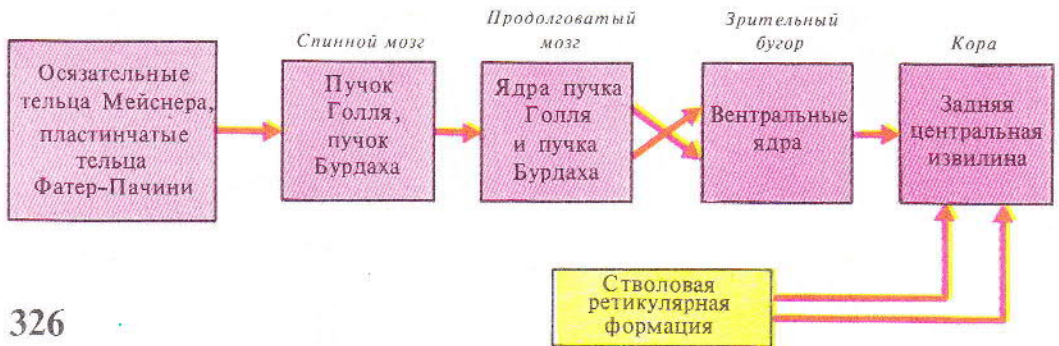 Спинной мозг
Продолговатый
мозг
Зрительный
бугор
Кора
Осязательные
тельца Мейснера,
пластинчатые
тельца
Фатер-Пачини
Пучок
Голля,
пучок
Бурдаха
Ядра пучка
Голля
и пучка
Бурдаха
Вентральные
ядра
Задняя
центральная
извилина
Стволовая
ретикулярная
формация
326